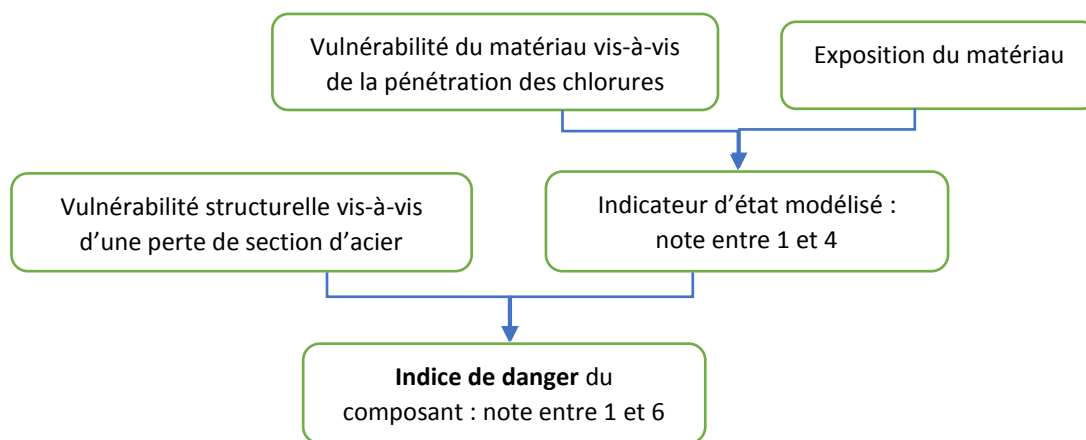 Vulnérabilité du matériau vis-à-vis
de la pénétration des chlorures
Exposition du matériau
Vulnérabilité structurelle vis-à-vis
d’une perte de section d’acier
Indicateur d’état modélisé :
note entre 1 et 4
Indice de danger du
composant : note entre 1 et 6